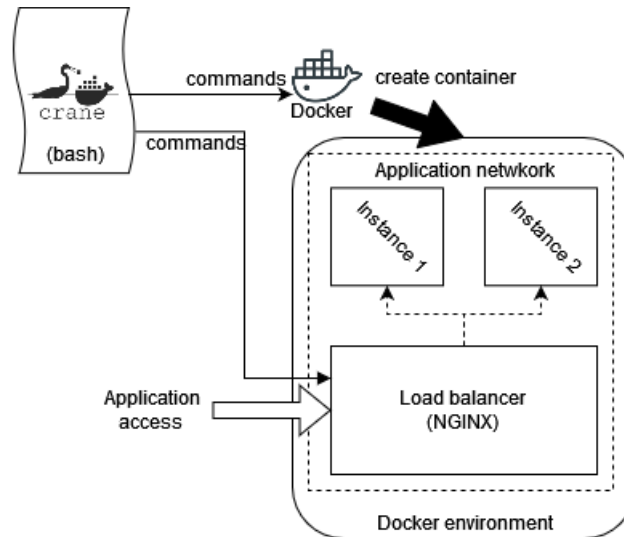 crane
(bash)
commands
commands
Docker
create container
Application netwkork
Instance 1
Instance 2
Load balancer
(NGINX)
Application
access
Docker environment